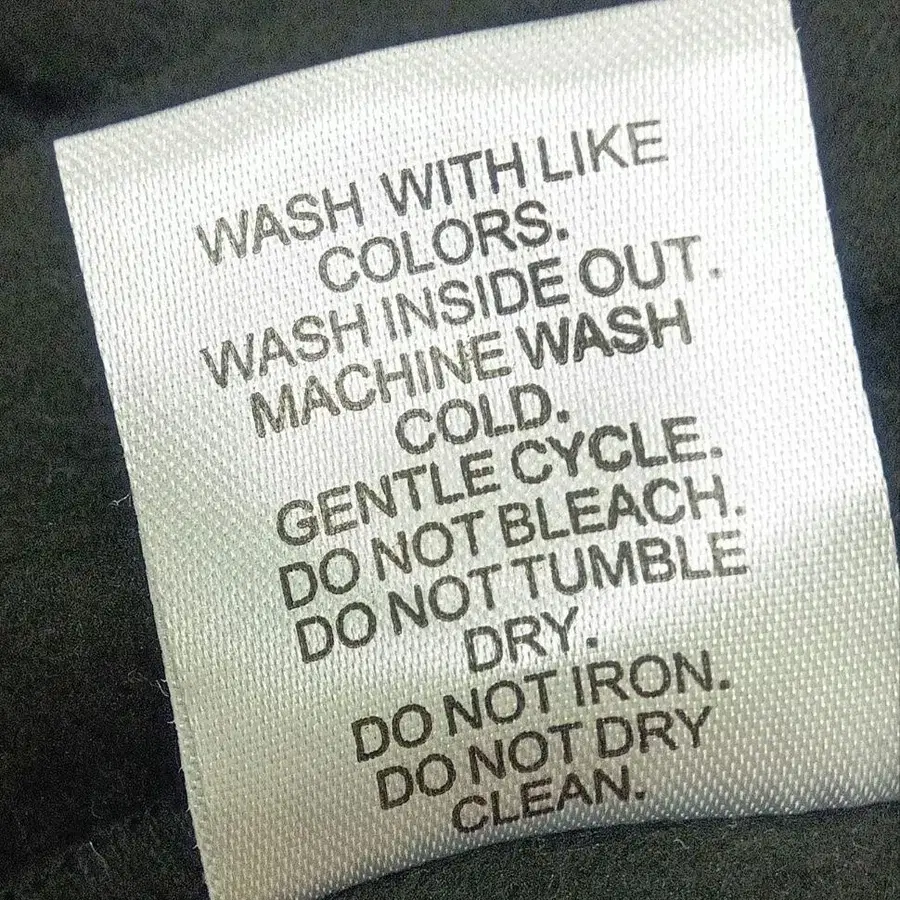 WASH WITH LIKE
COLORS.
WASH INSIDE OUT.
MACHINE WASH
COLD.
GENTLE CYCLE.
DO NOT BLEACH.
DO NOT TUMBLE
DRY.
DO NOT IRON.
DO NOT DRY
CLEAN.